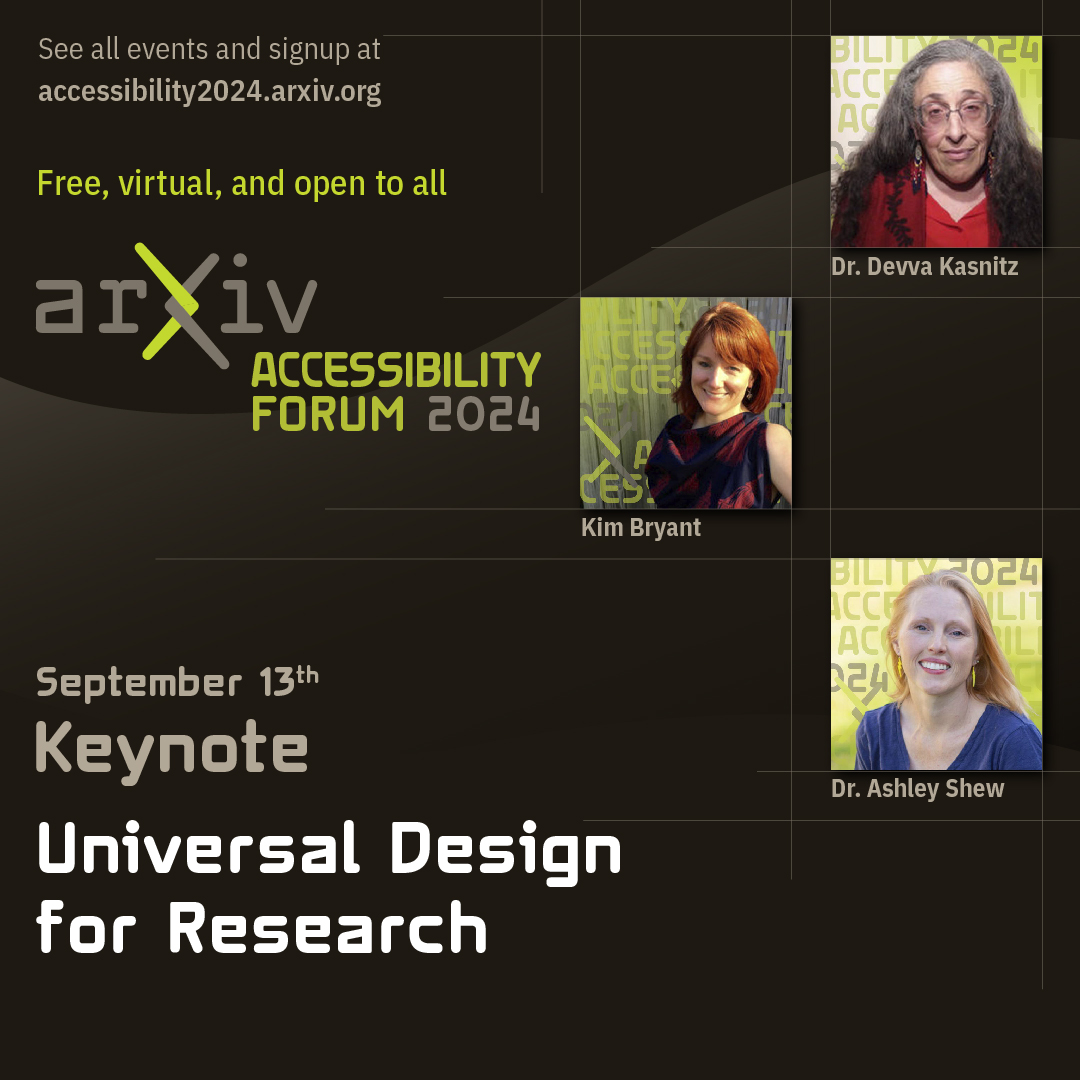 See all events and signup at
accessibility2024.arxiv.org
Free, virtual, and open to all
arXiv
ACCESSIBILITY
FORUM 2024
Dr. Devva Kasnitz
Kim Bryant
Dr. Ashley Shew
September 13th
Keynote
Universal Design
for Research